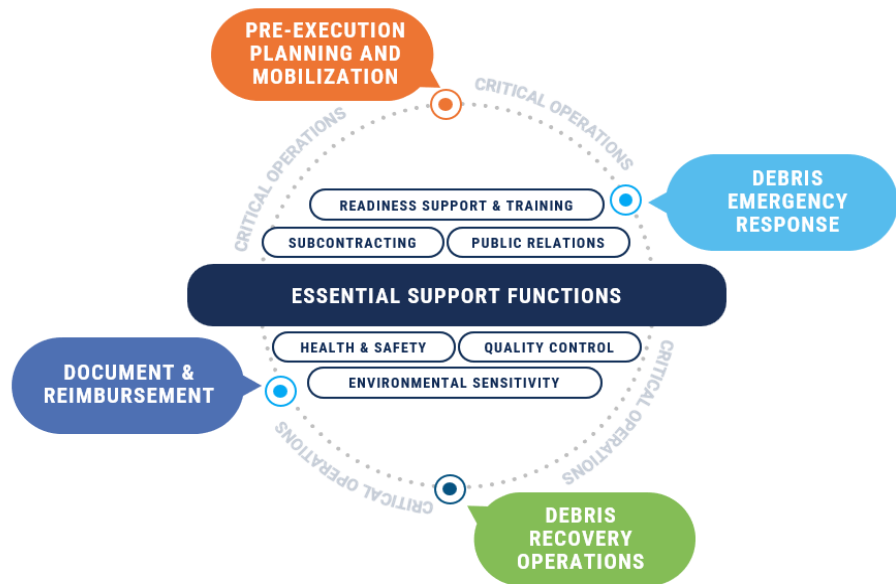 PRE-EXECUTION
PLANNING AND
MOBILIZATION
CRITICAL OPERATIONS
CRITICAL OPERATIONS
DEBRIS
EMERGENCY
RESPONSE
READINESS SUPPORT & TRAINING
SUBCONTRACTING
PUBLIC RELATIONS
ESSENTIAL SUPPORT FUNCTIONS
HEALTH & SAFETY
QUALITY CONTROL
ENVIRONMENTAL SENSITIVITY
DOCUMENT &
REIMBURSEMENT
CRITICAL OPERATIONS
CRITICAL OPERATIONS
DEBRIS
RECOVERY
OPERATIONS